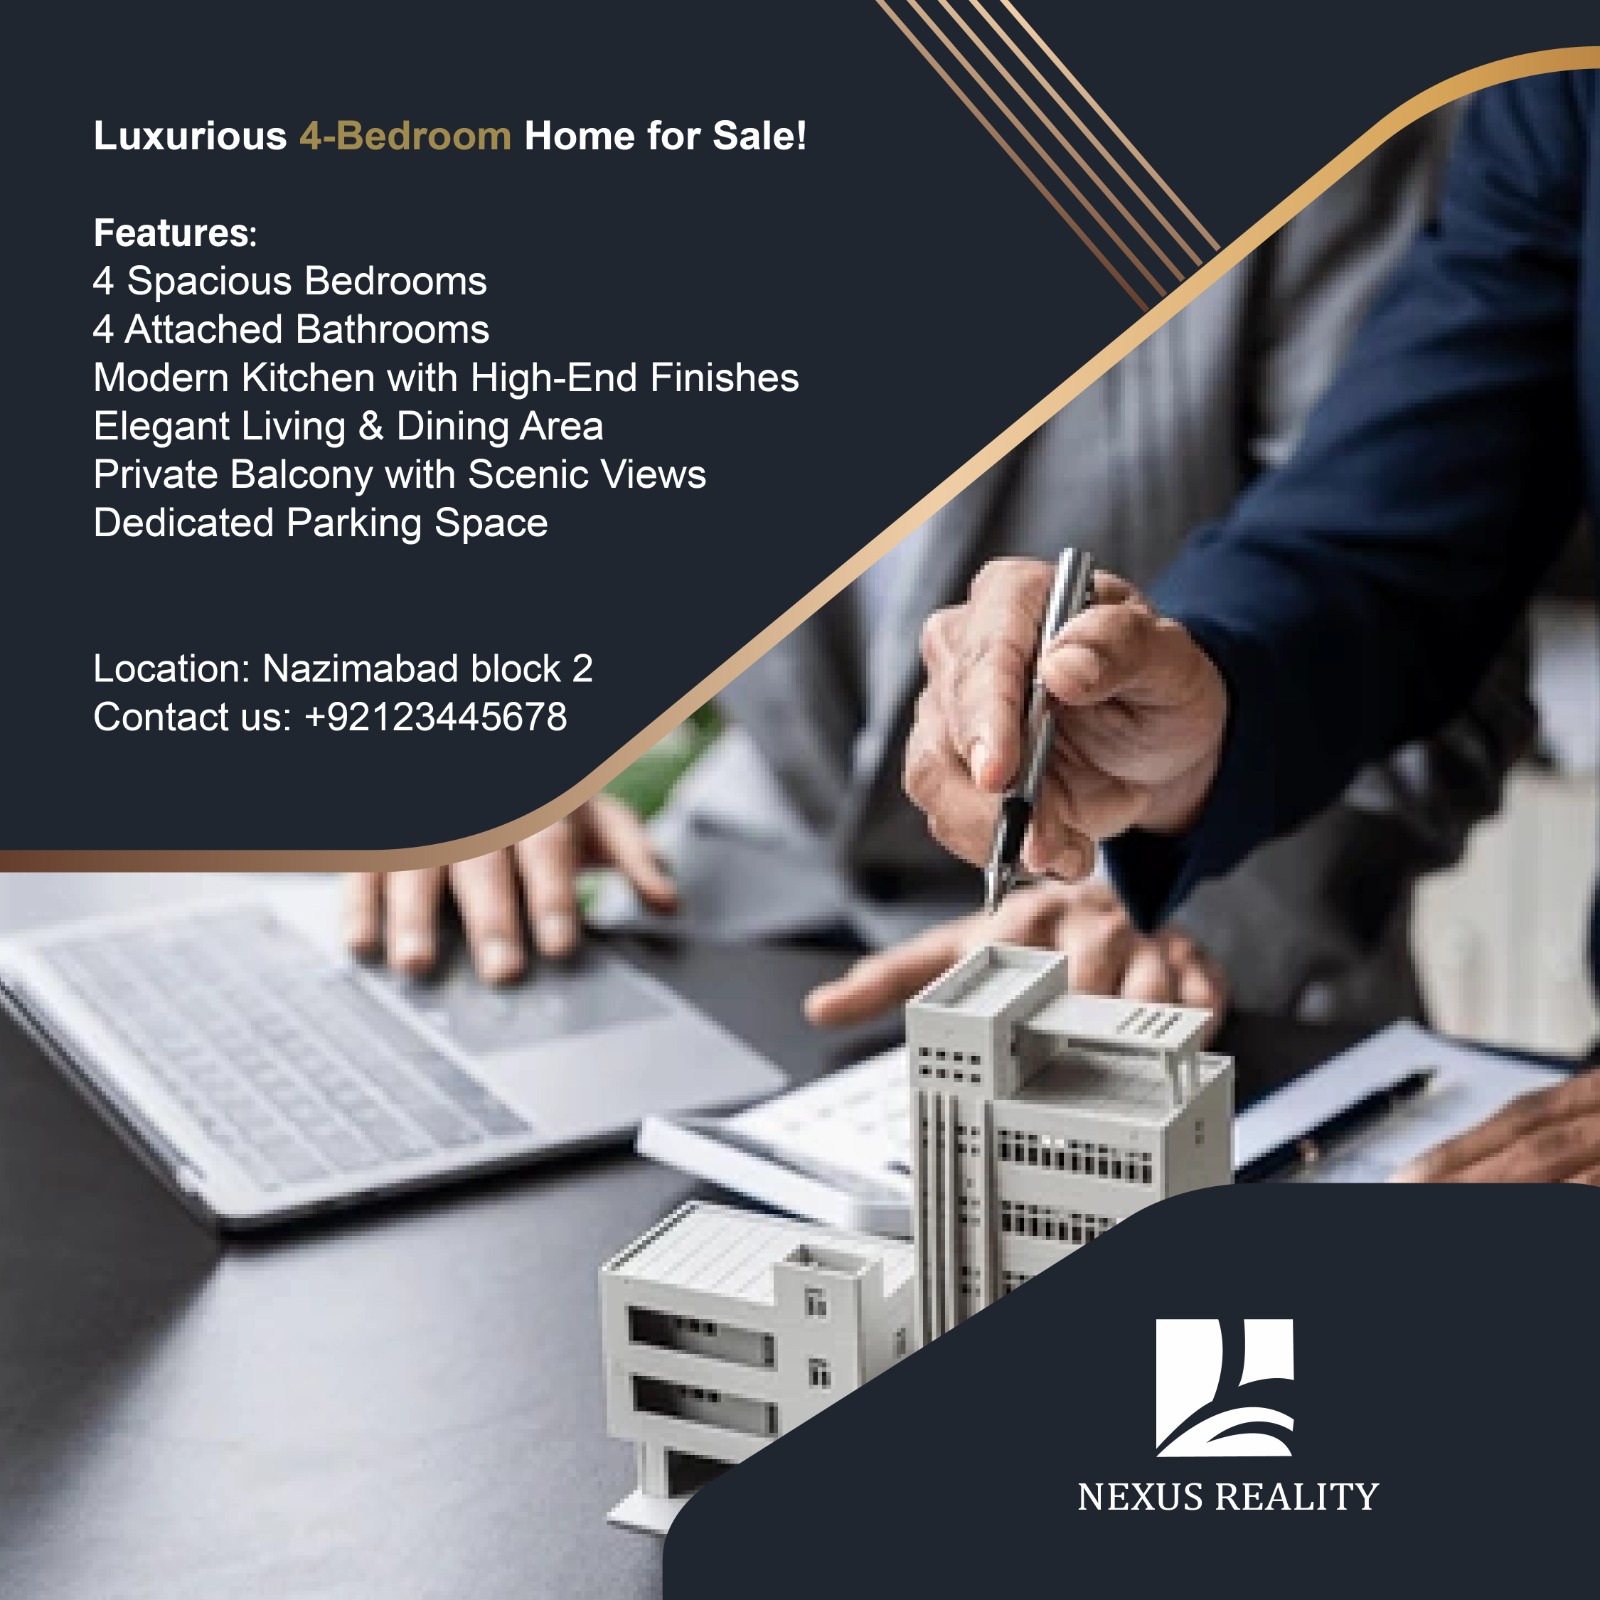 Luxurious 4-Bedroom Home for Sale!
Features:
4 Spacious Bedrooms
4 Attached Bathrooms
Modern Kitchen with High-End Finishes
Elegant Living & Dining Area
Private Balcony with Scenic Views
Dedicated Parking Space
Location: Nazimabad block 2
Contact us: +92123445678
NEXUS REALITY